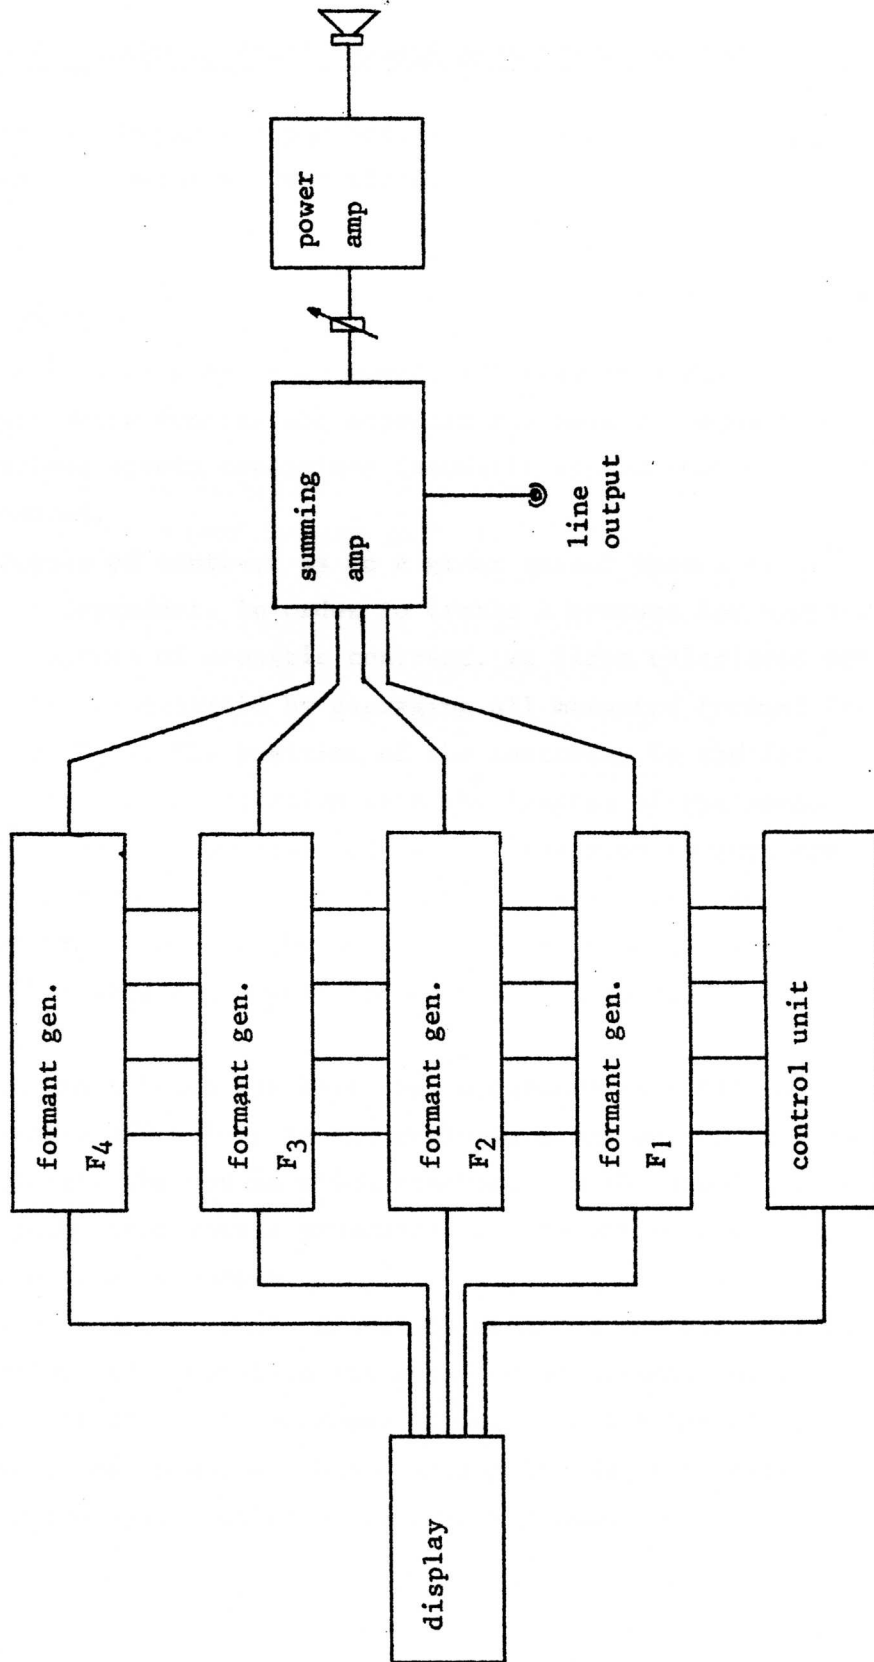 display
formant gen.
F4
formant gen.
F3
formant gen.
F2
formant gen.
F1
control unit
summing
amp
line
output
power
amp